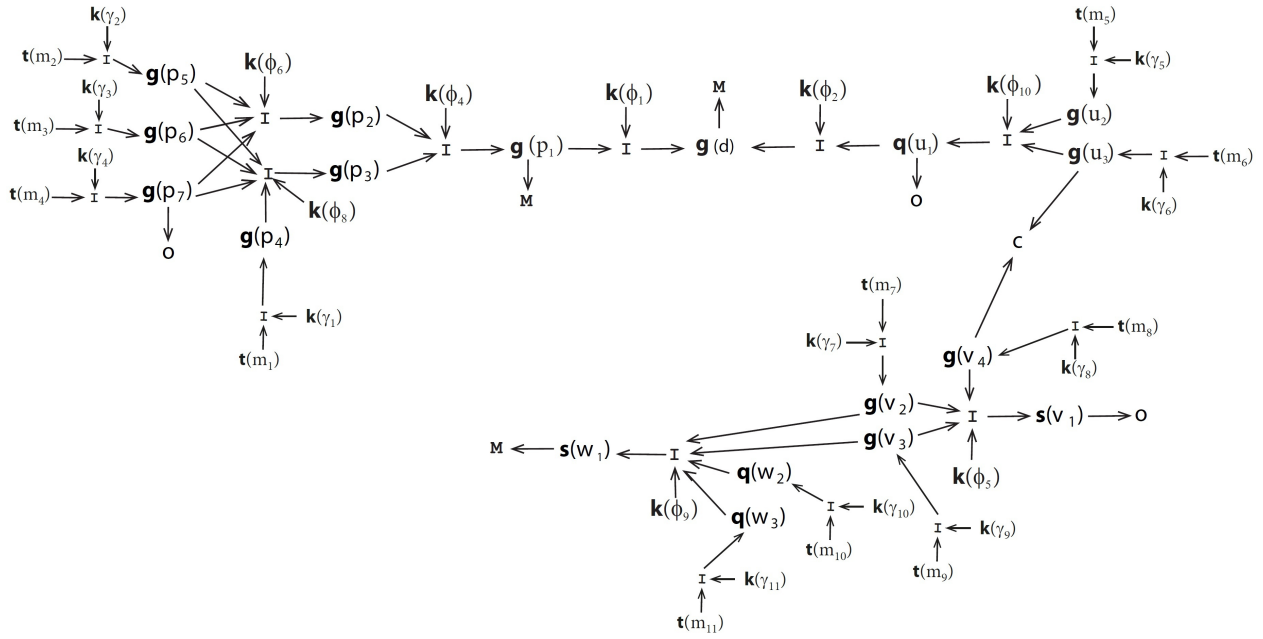 k(γ₂)
t(m₂) I
g(p₅)
k(γ₃)
t(m₃) I
g(p₆)
k(γ₄)
t(m₄) I
g(p₇)
O
k(ϕ₆)
I
g(p₂)
I
g(p₃)
k(ϕ₈)
g(p₄)
I k(γ₁)
t(m₁)
k(ϕ₄)
I
g(p₁)
M
k(ϕ₁)
I
M
g(d)
k(ϕ₂)
I
q(u₁)
O
k(ϕ₁₀)
I
t(m₅)
I k(γ₅)
g(u₂)
g(u₃)
I t(m₆)
k(γ₆)
C
t(m₇)
k(γ₇) I
g(v₂)
g(v₄)
I t(m₈)
k(γ₈)
I s(v₁) O
k(ϕ₅)
g(v₃)
M s(w₁) I
k(ϕ₉)
q(w₂)
I k(γ₁₀)
t(m₁₀)
q(w₃)
I k(γ₉)
t(m₉)
I k(γ₁₁)
t(m₁₁)